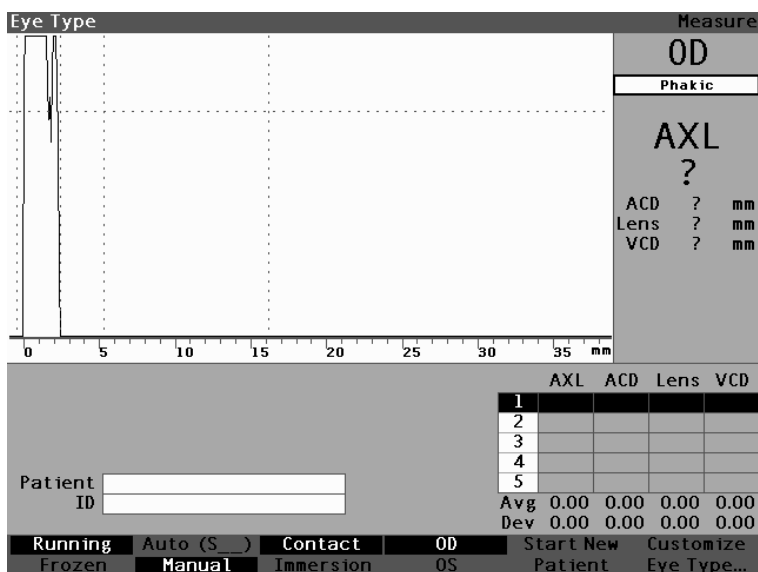 Eye Type Measure
OD
Phakic
AXL
?
ACD ? mm
Lens ? mm
VCD ? mm
0 5 10 15 20 25 30 35 mm
AXL ACD Lens VCD
1
2
3
4
5
Patient
ID
Avg 0.00 0.00 0.00 0.00
Dev 0.00 0.00 0.00 0.00
Running Auto (S__) Contact OD Start New Customize
Frozen Manual Immersion OS Patient Eye Type...